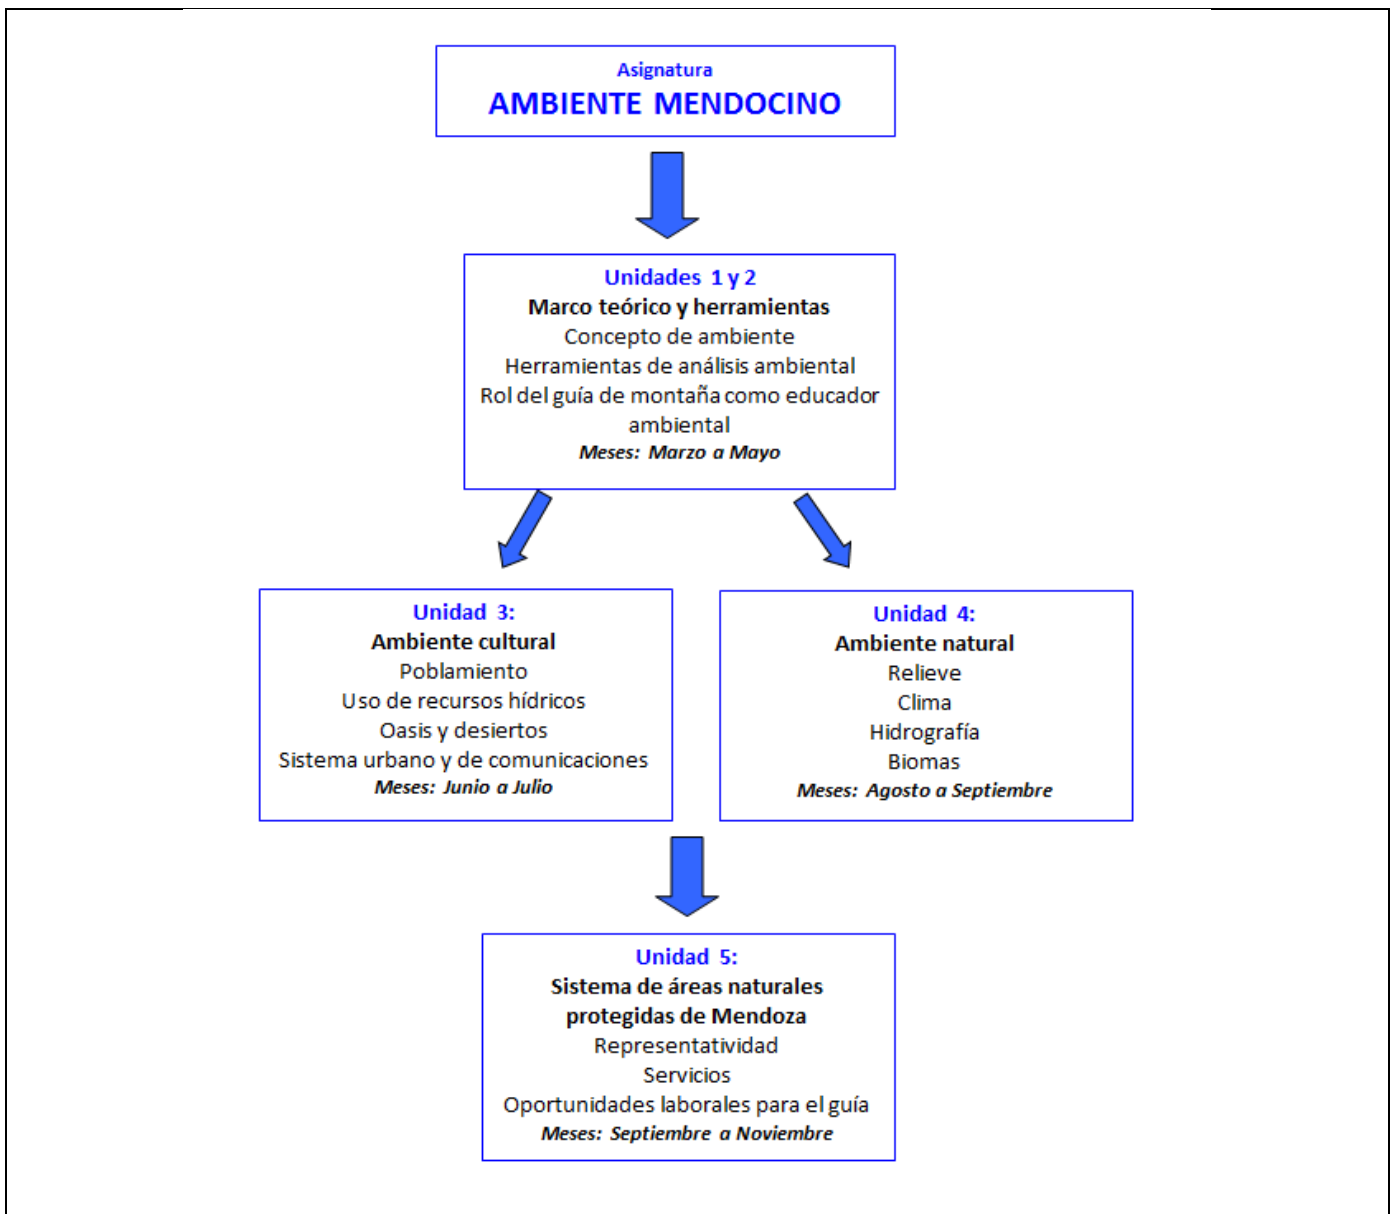 Asignatura
AMBIENTE MENDOCINO
Unidades 1 y 2
Marco teórico y herramientas
Concepto de ambiente
Herramientas de análisis ambiental
Rol del guía de montaña como educador
ambiental
Meses: Marzo a Mayo
Unidad 3:
Ambiente cultural
Poblamiento
Uso de recursos hídricos
Oasis y desiertos
Sistema urbano y de comunicaciones
Meses: Junio a Julio
Unidad 4:
Ambiente natural
Relieve
Clima
Hidrografía
Biomas
Meses: Agosto a Septiembre
Unidad 5:
Sistema de áreas naturales
protegidas de Mendoza
Representatividad
Servicios
Oportunidades laborales para el guía
Meses: Septiembre a Noviembre